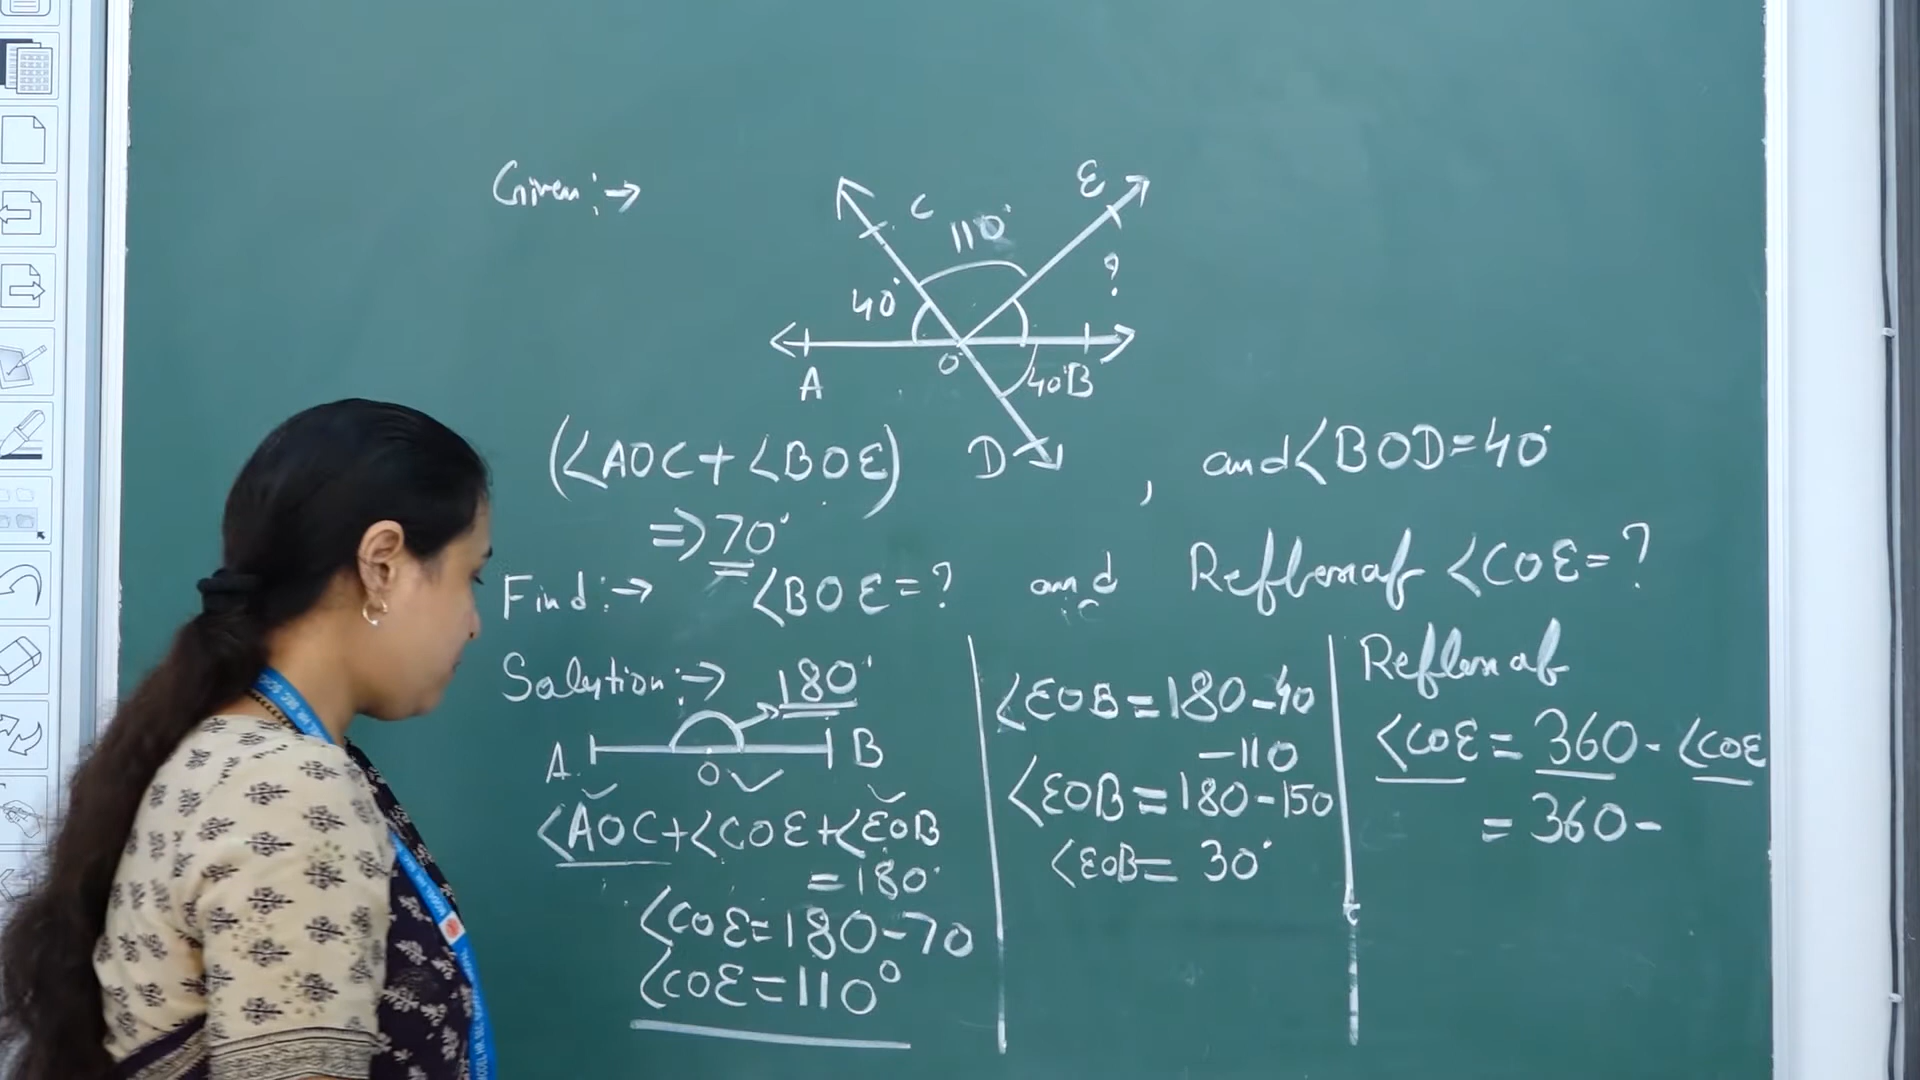 Given :→
C
E
110°
40°
?
A
O
40°
B
D
(<AOC + <BOE)
, and <BOD = 40°
=> 70°
Find :→ <BOE = ? and Reflex of <COE = ?
Solution :→ 180°
A O B
<AOC + <COE + <EOB
= 180°
<COE = 180 - 70
<COE = 110°
<EOB = 180 - 40
- 110
<EOB = 180 - 150
<EOB = 30°
Reflex of
<COE = 360 - <COE
= 360 -